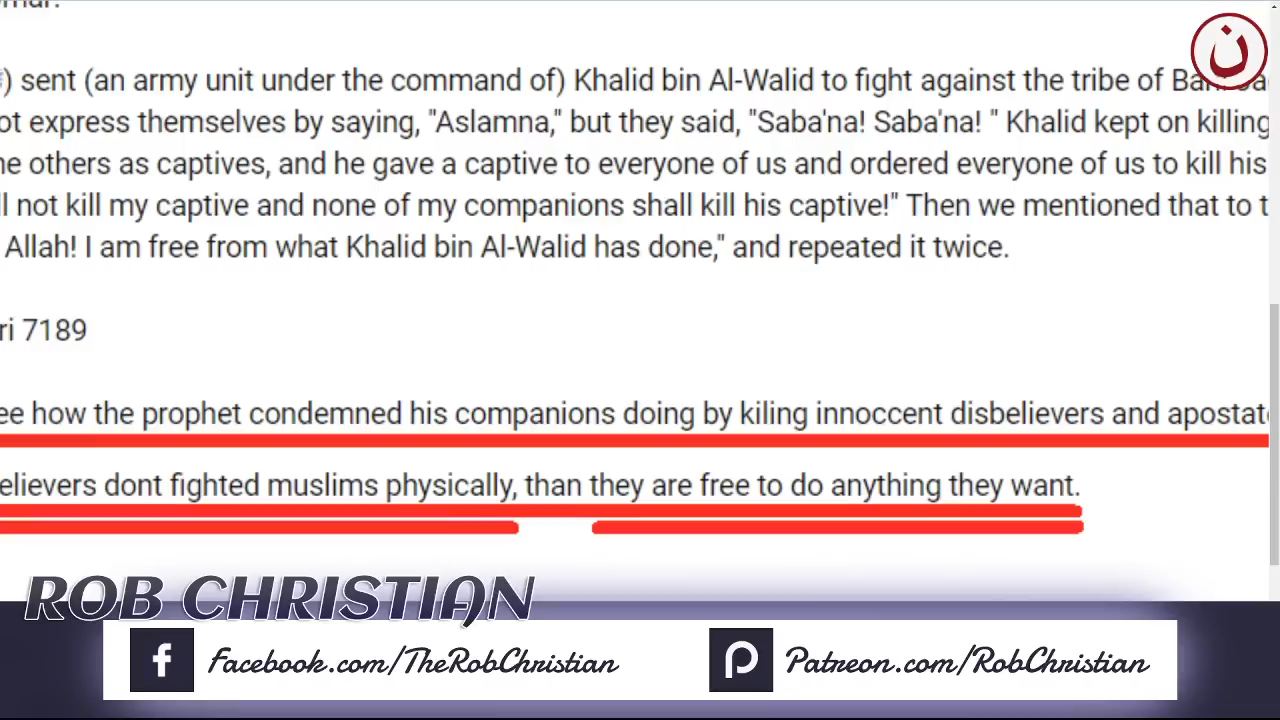 ن
) sent (an army unit under the command of) Khalid bin Al-Walid to fight against the tribe of
ot express themselves by saying, "Aslamna," but they said, "Saba'na! Saba'na! " Khalid kept on killing
he others as captives, and he gave a captive to everyone of us and ordered everyone of us to kill his
ll not kill my captive and none of my companions shall kill his captive!" Then we mentioned that to t
Allah! I am free from what Khalid bin Al-Walid has done," and repeated it twice.
ri 7189
ee how the prophet condemned his companions doing by kiling innoccent disbelievers and apostat
elievers dont fighted muslims physically, than they are free to do anything they want.
ROB CHRISTIAN
Facebook.com/TheRobChristian
Patreon.com/RobChristian